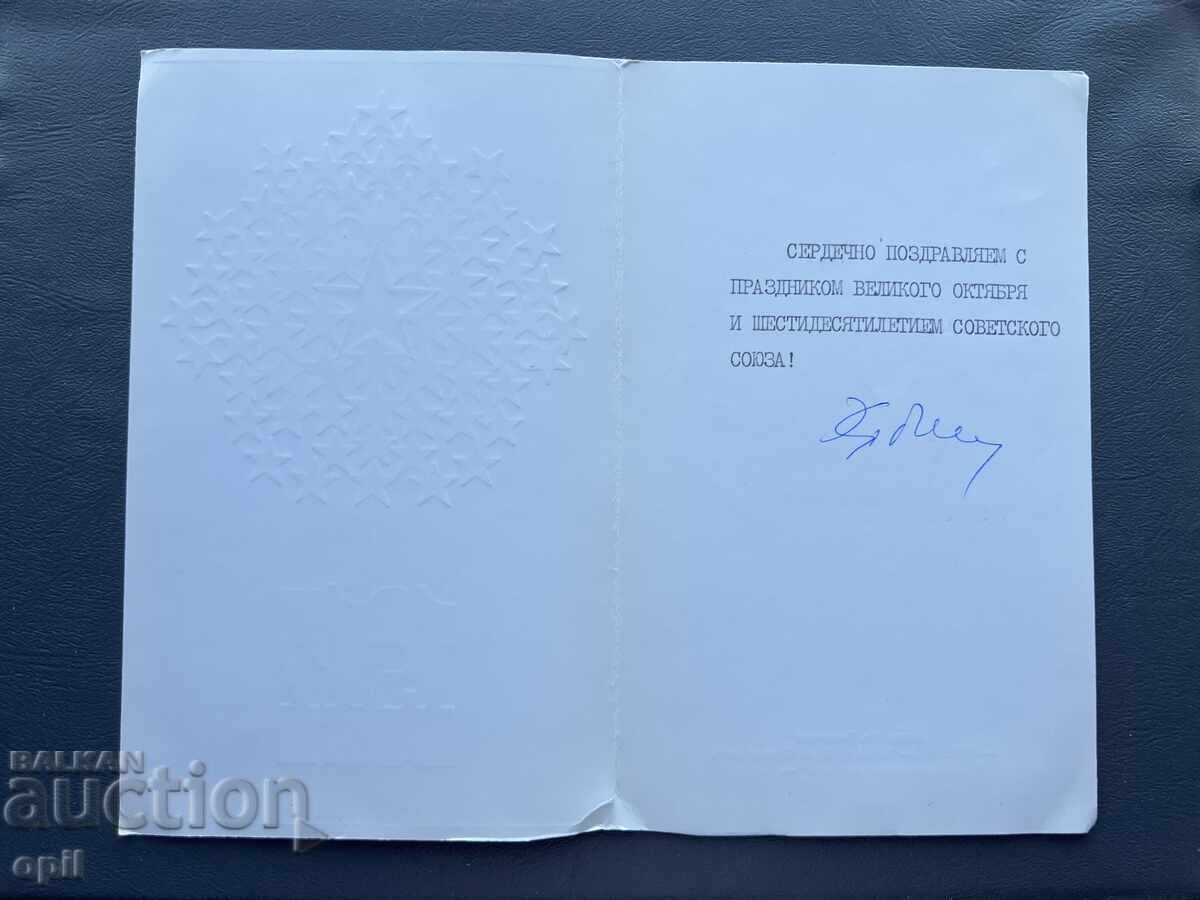 СЕРДЕЧНО ПОЗДРАВЛЯЕМ С
ПРАЗДНИКОМ ВЕЛИКОГО ОКТЯБРЯ
И ШЕСТИДЕСЯТИЛЕТИЕМ СОВЕТСКОГО
СОЮЗА!
BALKAN
auction
opil